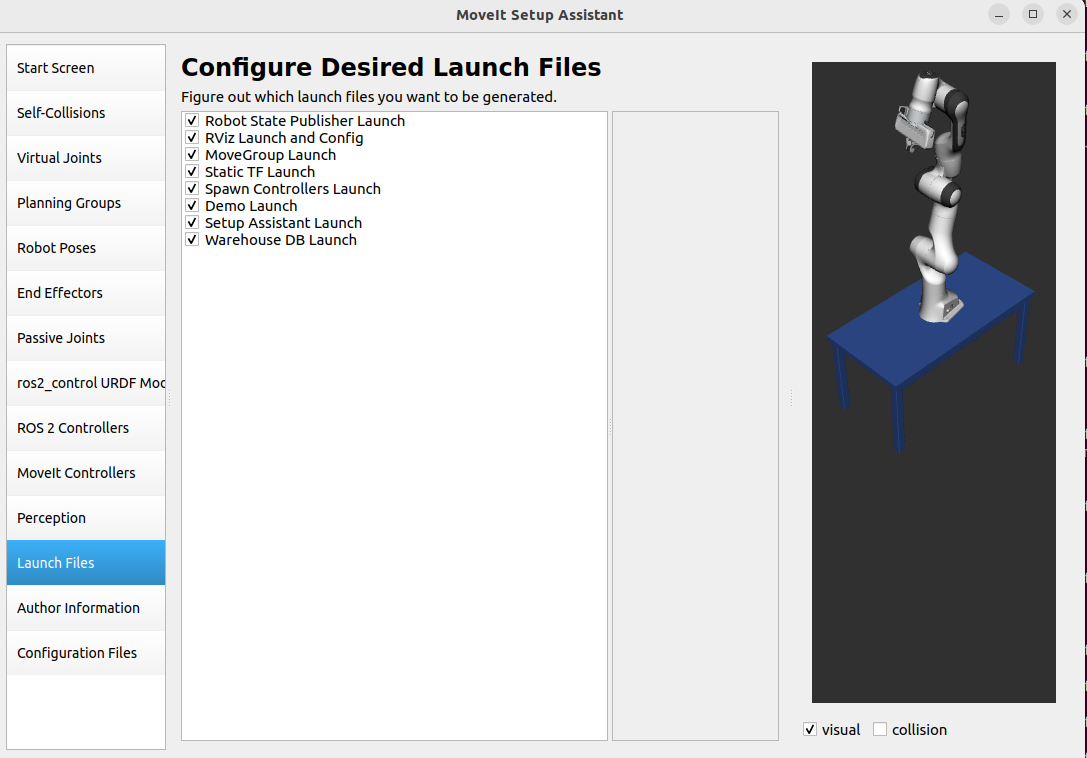 MoveIt Setup Assistant
Start Screen
Self-Collisions
Virtual Joints
Planning Groups
Robot Poses
End Effectors
Passive Joints
ros2_control URDF Moc
ROS 2 Controllers
MoveIt Controllers
Perception
Launch Files
Author Information
Configuration Files
Configure Desired Launch Files
Figure out which launch files you want to be generated.
Robot State Publisher Launch
RViz Launch and Config
MoveGroup Launch
Static TF Launch
Spawn Controllers Launch
Demo Launch
Setup Assistant Launch
Warehouse DB Launch
visual
collision